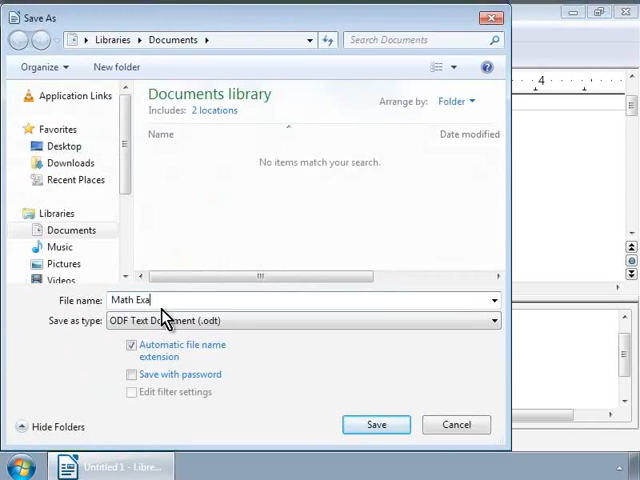 Save As
Libraries Documents
Search Documents
Organize New folder
Application Links
Favorites
Desktop
Downloads
Recent Places
Libraries
Documents
Music
Pictures
Videos
Documents library
Includes: 2 locations
Arrange by: Folder
Name Date modified
No items match your search.
File name: Math Exa
Save as type: ODF Text Document (.odt)
Automatic file name
extension
Save with password
Edit filter settings
Hide Folders
Save Cancel
4
Untitled 1 - Libre...